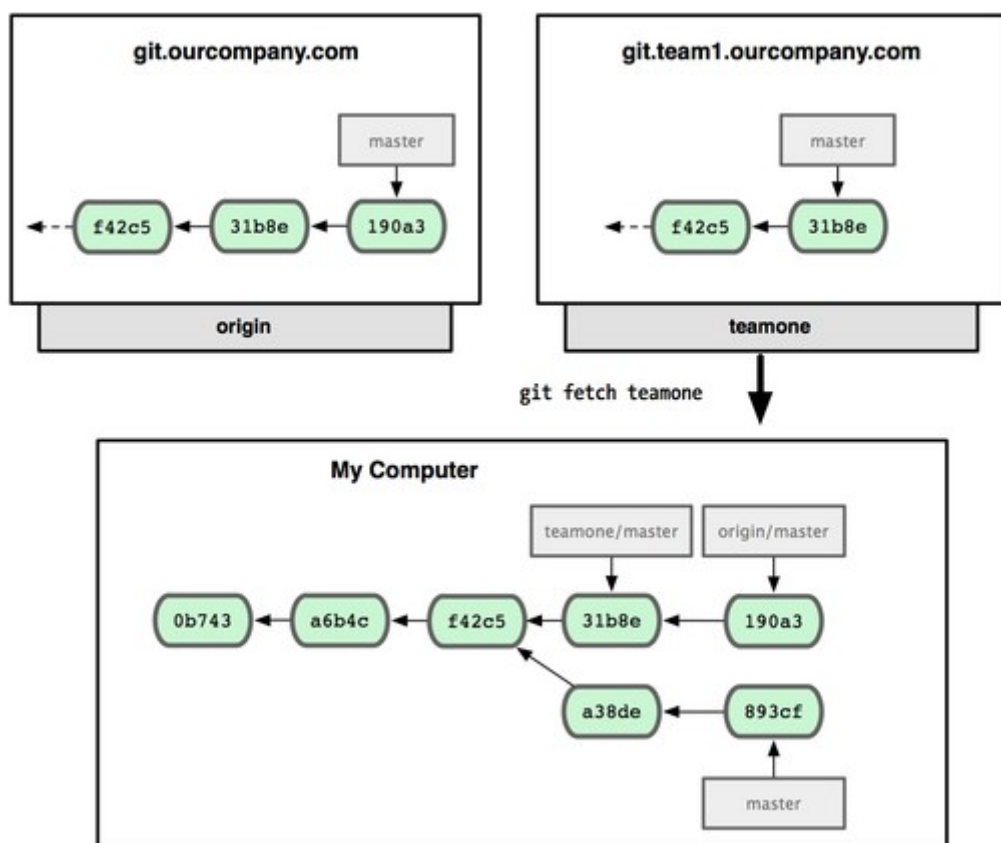 git.ourcompany.com
master
f42c5
31b8e
190a3
origin
git.team1.ourcompany.com
master
f42c5
31b8e
teamone
git fetch teamone
My Computer
teamone/master
origin/master
0b743
a6b4c
f42c5
31b8e
190a3
a38de
893cf
master